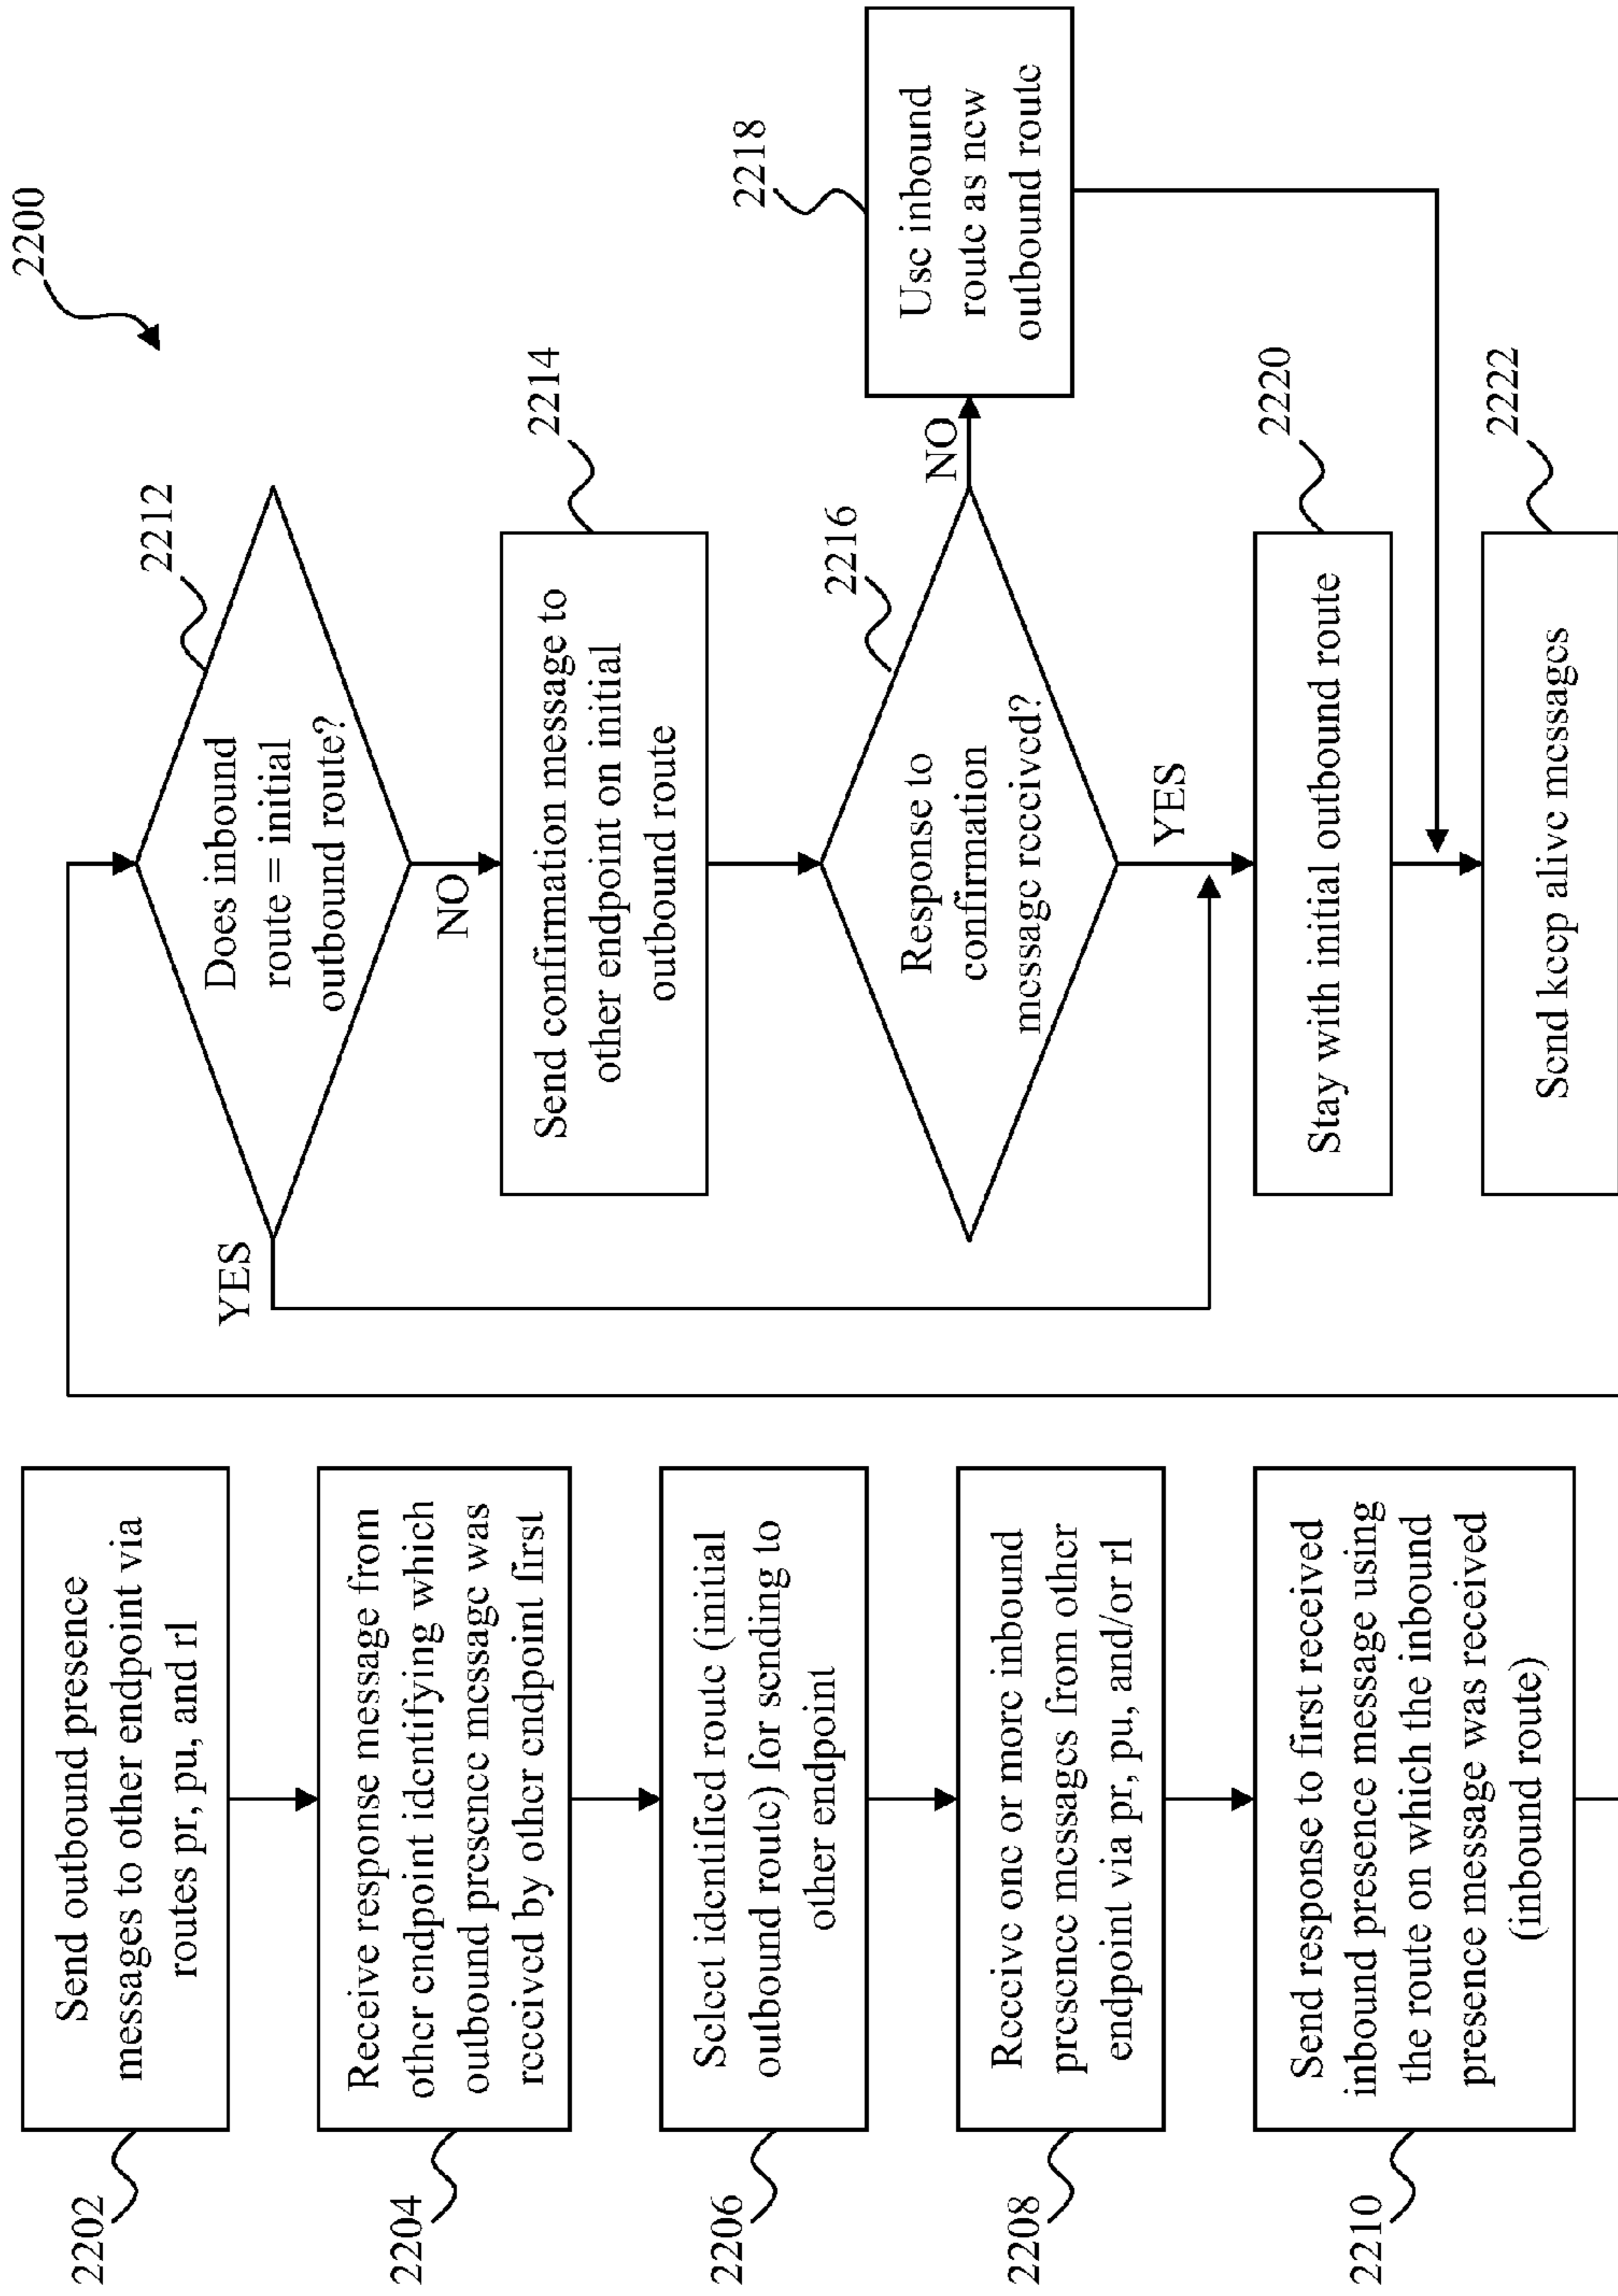 2200
2202
Send outbound presence
messages to other endpoint via
routes pr, pu, and rl
2204
Receive response message from
other endpoint identifying which
outbound presence message was
received by other endpoint first
2206
Select identified route (initial
outbound route) for sending to
other endpoint
2208
Receive one or more inbound
presence messages from other
endpoint via pr, pu, and/or rl
2210
Send response to first received
inbound presence message using
the route on which the inbound
presence message was received
(inbound route)
2212
Does inbound
route = initial
outbound route?
YES
NO
2214
Send confirmation message to
other endpoint on initial
outbound route
2216
Response to
confirmation
message received?
NO
YES
2218
Use inbound
route as new
outbound route
2220
Stay with initial outbound route
2222
Send keep alive messages